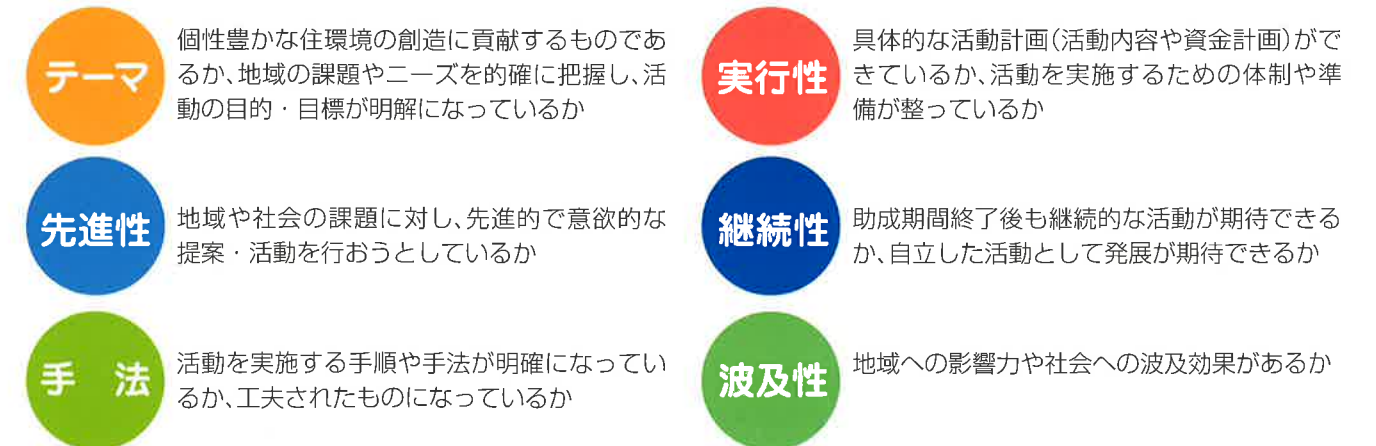 テーマ
個性豊かな住環境の創造に貢献するものであ
るか、地域の課題やニーズを的確に把握し、活
動の目的・目標が明解になっているか
先進性
地域や社会の課題に対し、先進的で意欲的な
提案・活動を行おうとしているか
手　法
活動を実施する手順や手法が明確になってい
るか、工夫されたものになっているか
実行性
具体的な活動計画(活動内容や資金計画)がで
きているか、活動を実施するための体制や準
備が整っているか
継続性
助成期間終了後も継続的な活動が期待できる
か、自立した活動として発展が期待できるか
波及性
地域への影響力や社会への波及効果があるか